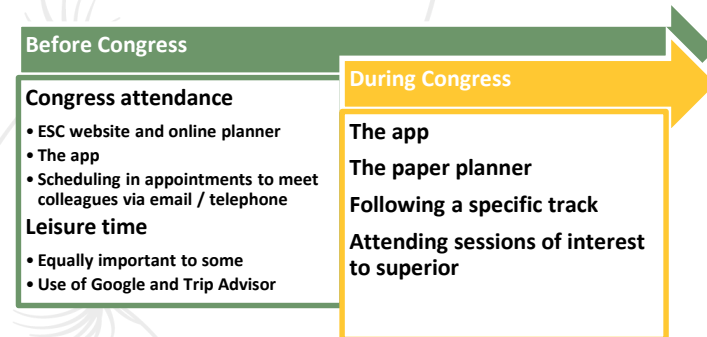 Before Congress
Congress attendance
• ESC website and online planner
• The app
• Scheduling in appointments to meet
colleagues via email / telephone
Leisure time
• Equally important to some
• Use of Google and Trip Advisor
During Congress
The app
The paper planner
Following a specific track
Attending sessions of interest
to superior